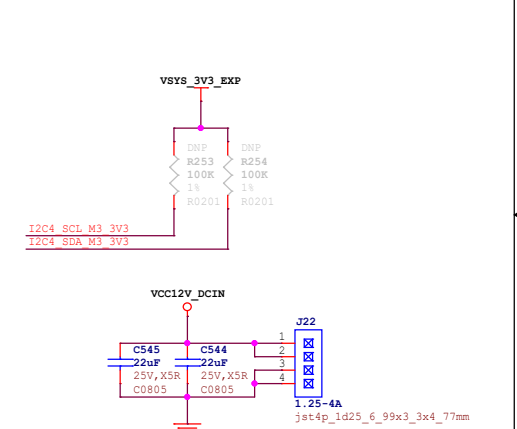 VSYS_3V3_EXP
DNP DNP
R253 R254
100K 100K
1% 1%
R0201 R0201
I2C4_SCL_M3_3V3
I2C4_SDA_M3_3V3
VCC12V_DCIN
J22
1
C545 C544 2
22uF 22uF 3
25V,X5R 25V,X5R 4
C0805 C0805
1.25-4A
jst4p_1d25_6_99x3_3x4_77mm